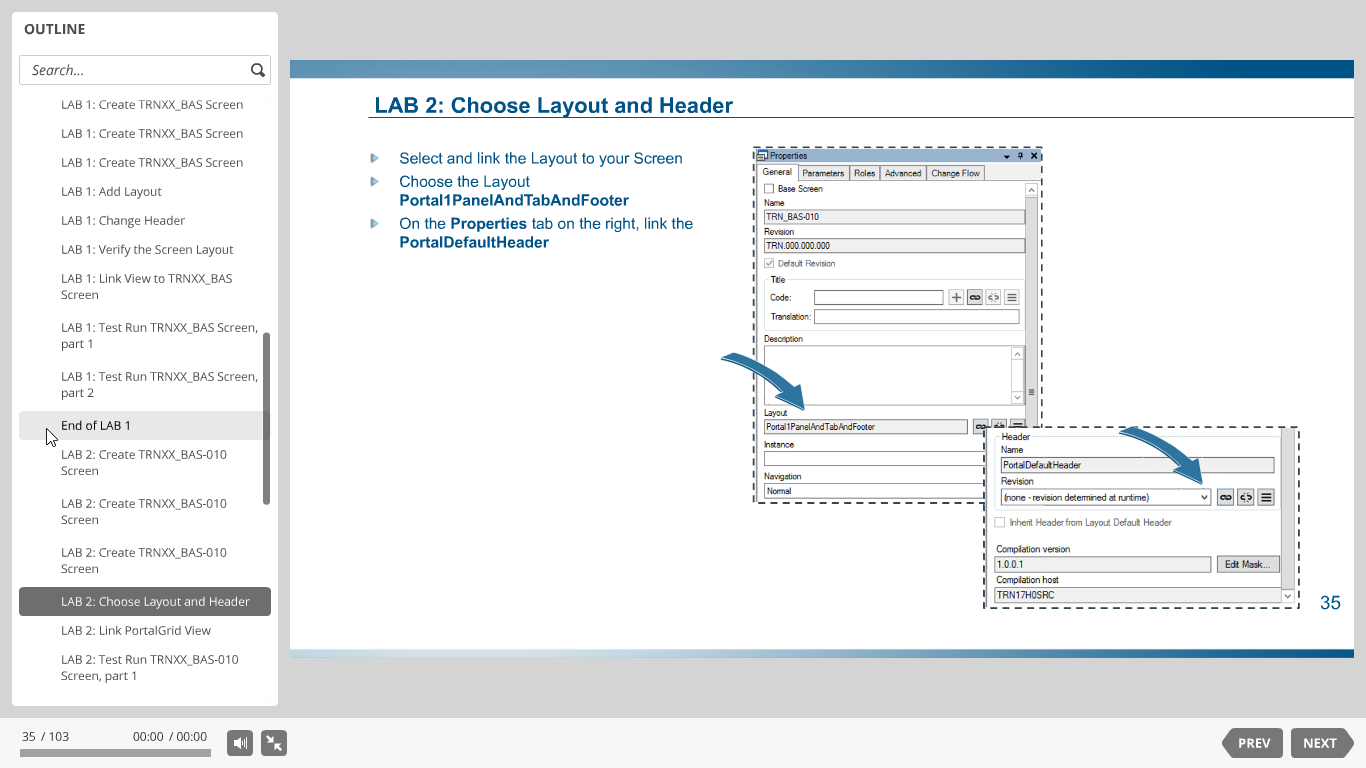 OUTLINE
Search...
LAB 1: Create TRNXX_BAS Screen
LAB 1: Create TRNXX_BAS Screen
LAB 1: Create TRNXX_BAS Screen
LAB 1: Add Layout
LAB 1: Change Header
LAB 1: Verify the Screen Layout
LAB 1: Link View to TRNXX_BAS
Screen
LAB 1: Test Run TRNXX_BAS Screen,
part 1
LAB 1: Test Run TRNXX_BAS Screen,
part 2
End of LAB 1
LAB 2: Create TRNXX_BAS-010
Screen
LAB 2: Create TRNXX_BAS-010
Screen
LAB 2: Create TRNXX_BAS-010
Screen
LAB 2: Choose Layout and Header
LAB 2: Link PortalGrid View
LAB 2: Test Run TRNXX_BAS-010
Screen, part 1
LAB 2: Choose Layout and Header
Select and link the Layout to your Screen
Choose the Layout
Portal1PanelAndTabAndFooter
On the Properties tab on the right, link the
PortalDefaultHeader
Properties
General Parameters Roles Advanced Change Flow
Base Screen
Name
TRN_BAS-010
Revision
TRN.000.000.000
Default Revision
Title
Code:
Translation:
Description
Layout
Portal1PanelAndTabAndFooter
Instance
Navigation
Normal
Header
Name
PortalDefaultHeader
Revision
(none - revision determined at runtime)
Inherit Header from Layout Default Header
Compilation version
1.0.0.1 Edit Mask...
Compilation host
TRN17H0SRC
35
35 / 103 00:00 / 00:00
PREV NEXT